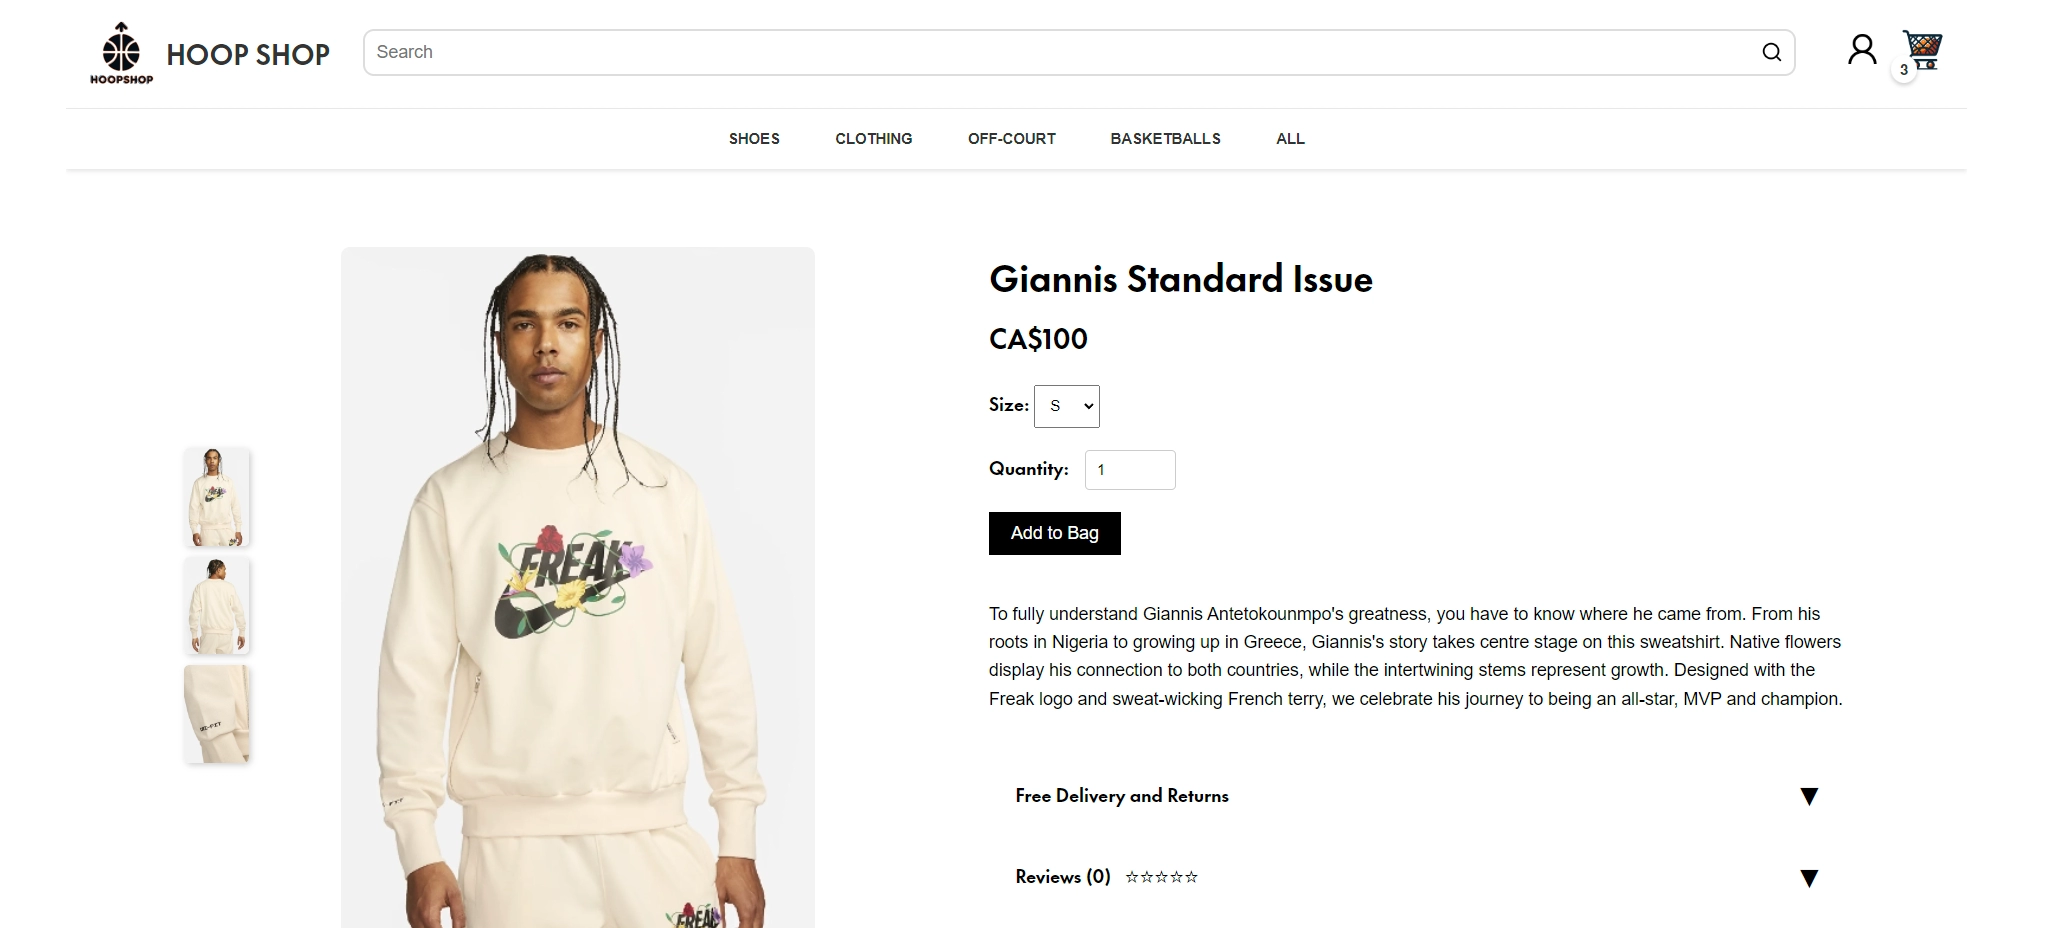 HOOPSHOP
HOOP SHOP
Search
3
SHOES
CLOTHING
OFF-COURT
BASKETBALLS
ALL
FREAK
DRI-FIT
FREAK
Giannis Standard Issue
CA$100
Size: S
Quantity: 1
Add to Bag
To fully understand Giannis Antetokounmpo's greatness, you have to know where he came from. From his
roots in Nigeria to growing up in Greece, Giannis's story takes centre stage on this sweatshirt. Native flowers
display his connection to both countries, while the intertwining stems represent growth. Designed with the
Freak logo and sweat-wicking French terry, we celebrate his journey to being an all-star, MVP and champion.
Free Delivery and Returns ▼
Reviews (0) ☆☆☆☆☆ ▼